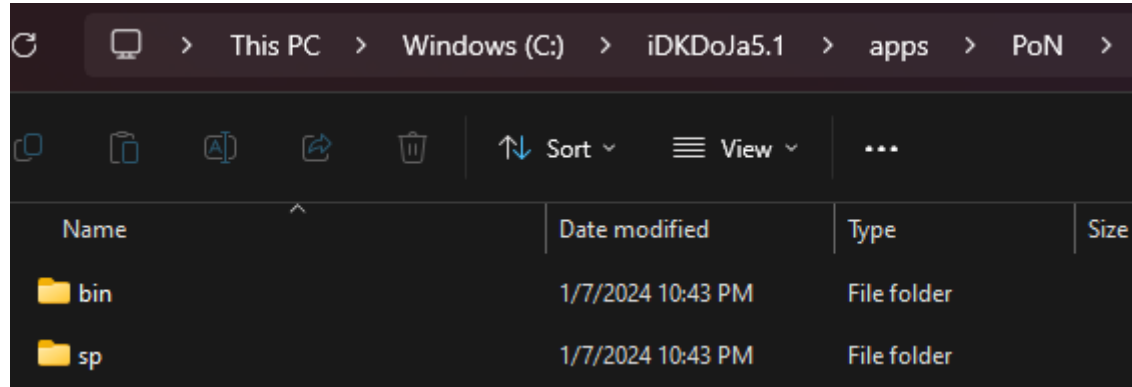 This PC > Windows (C:) > iDKDoJa5.1 > apps > PoN >
Sort View ...
Name Date modified Type Size
bin 1/7/2024 10:43 PM File folder
sp 1/7/2024 10:43 PM File folder